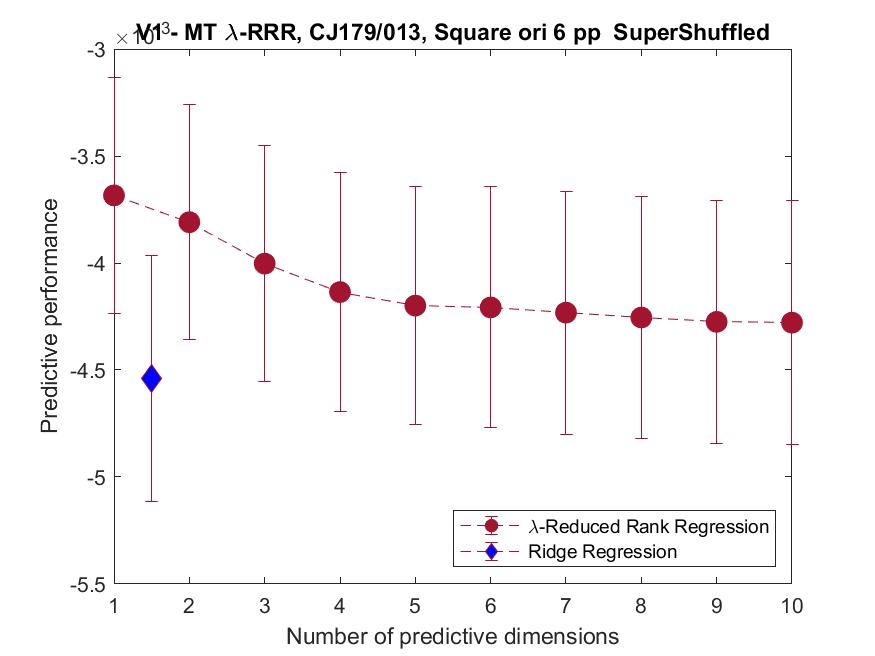 V1 - MT λ-RRR, CJ179/013, Square ori 6 pp SuperShuffled
-3
-3.5
-4
-4.5
-5
-5.5
Predictive performance
λ-Reduced Rank Regression
Ridge Regression
1 2 3 4 5 6 7 8 9 10
Number of predictive dimensions